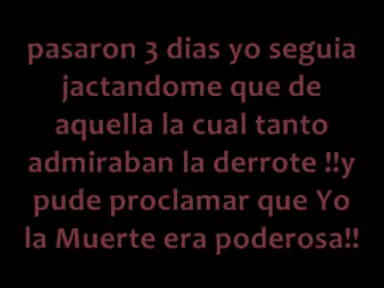 pasaron 3 dias yo seguia
jactandome que de
aquella la cual tanto
admiraban la derrote !!y
pude proclamar que Yo
la Muerte era poderosa!!